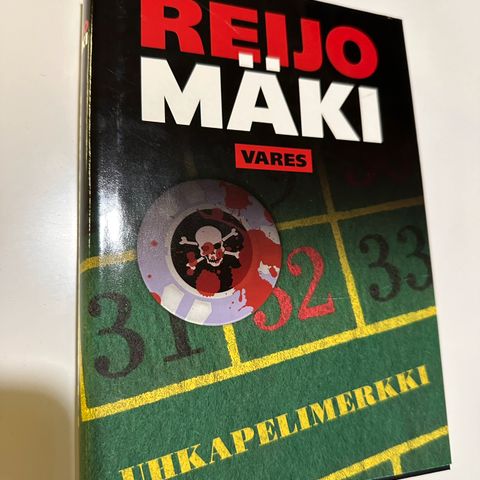 REIJO
MÄKI
VARES
31 32 33
UHKAPELIMERKKI